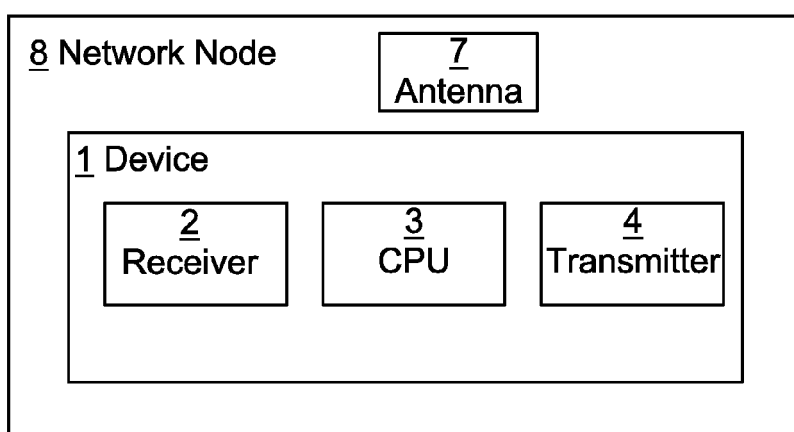 8 Network Node
7
Antenna
1 Device
2
Receiver
3
CPU
4
Transmitter